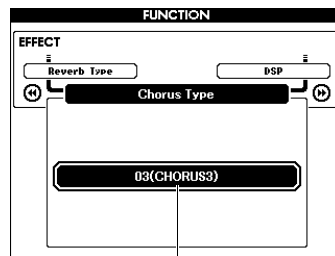 FUNCTION
EFFECT
Reverb Type
DSP
Chorus Type
03(CHORUS3)